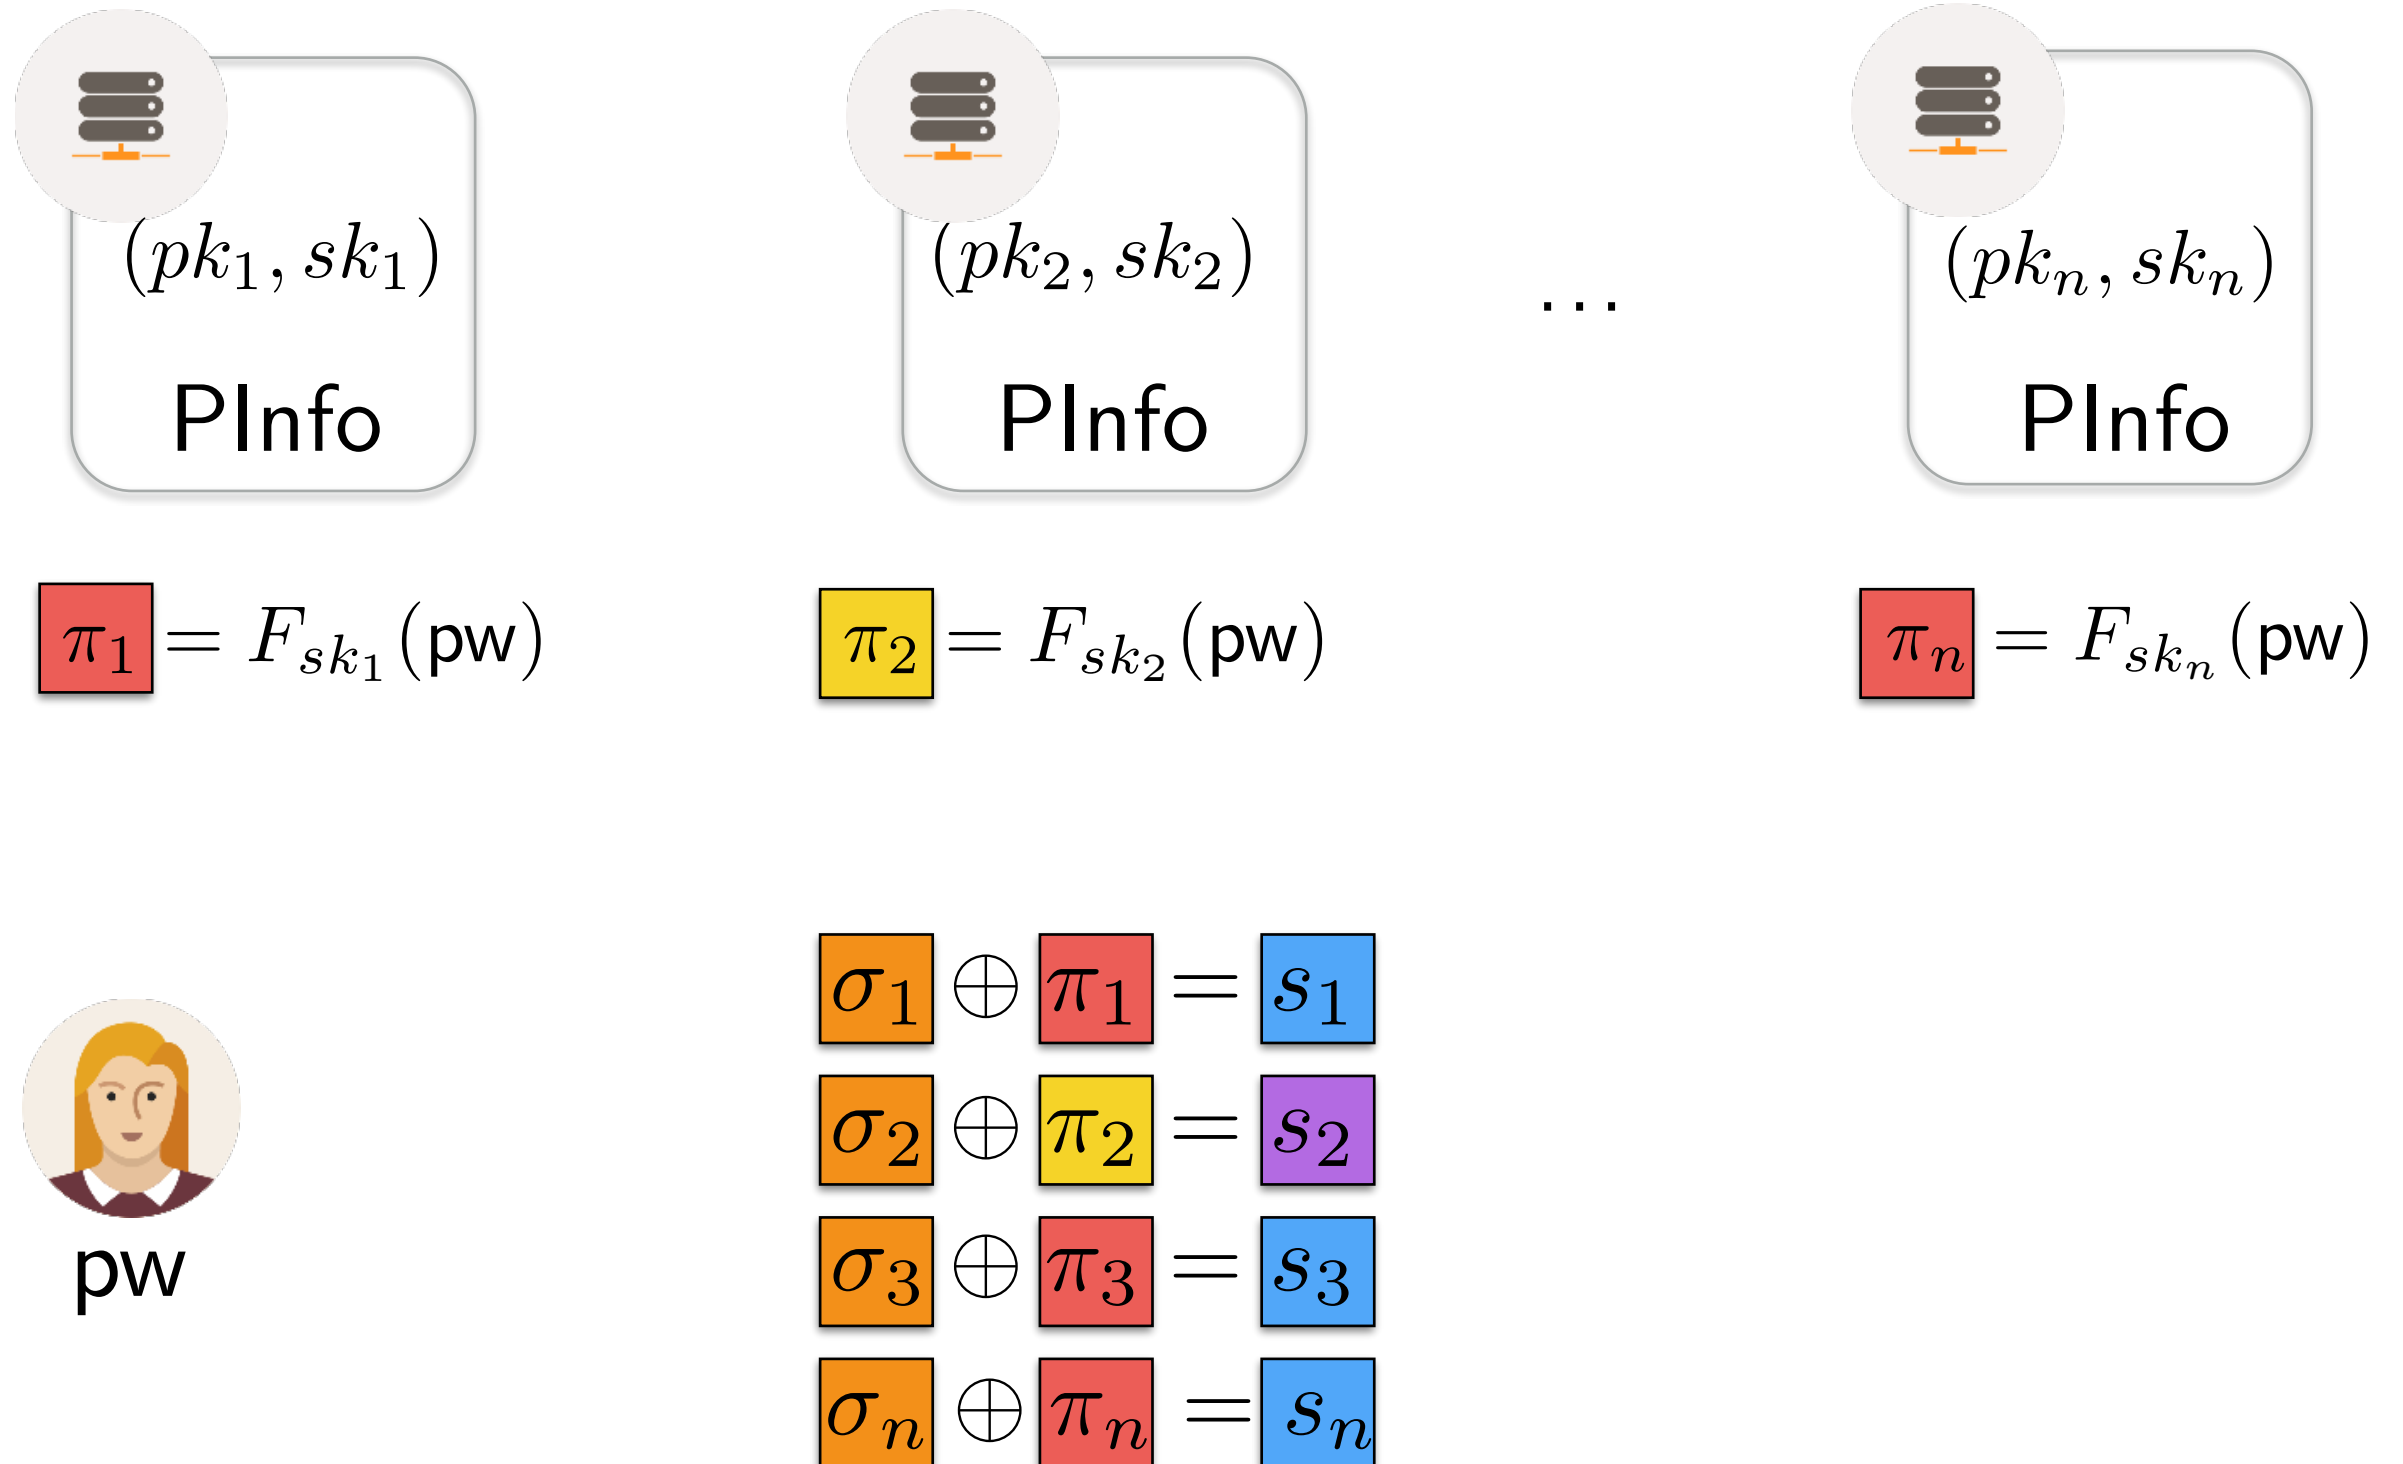 (pk₁, sk₁) (pk₂, sk₂) ... (pkₙ, skₙ)
PInfo PInfo PInfo
π₁ = F_{sk₁}(pw) π₂ = F_{sk₂}(pw) πₙ = F_{skₙ}(pw)
σ₁ ⊕ π₁ = s₁
σ₂ ⊕ π₂ = s₂
pw
σ₃ ⊕ π₃ = s₃
σₙ ⊕ πₙ = sₙ